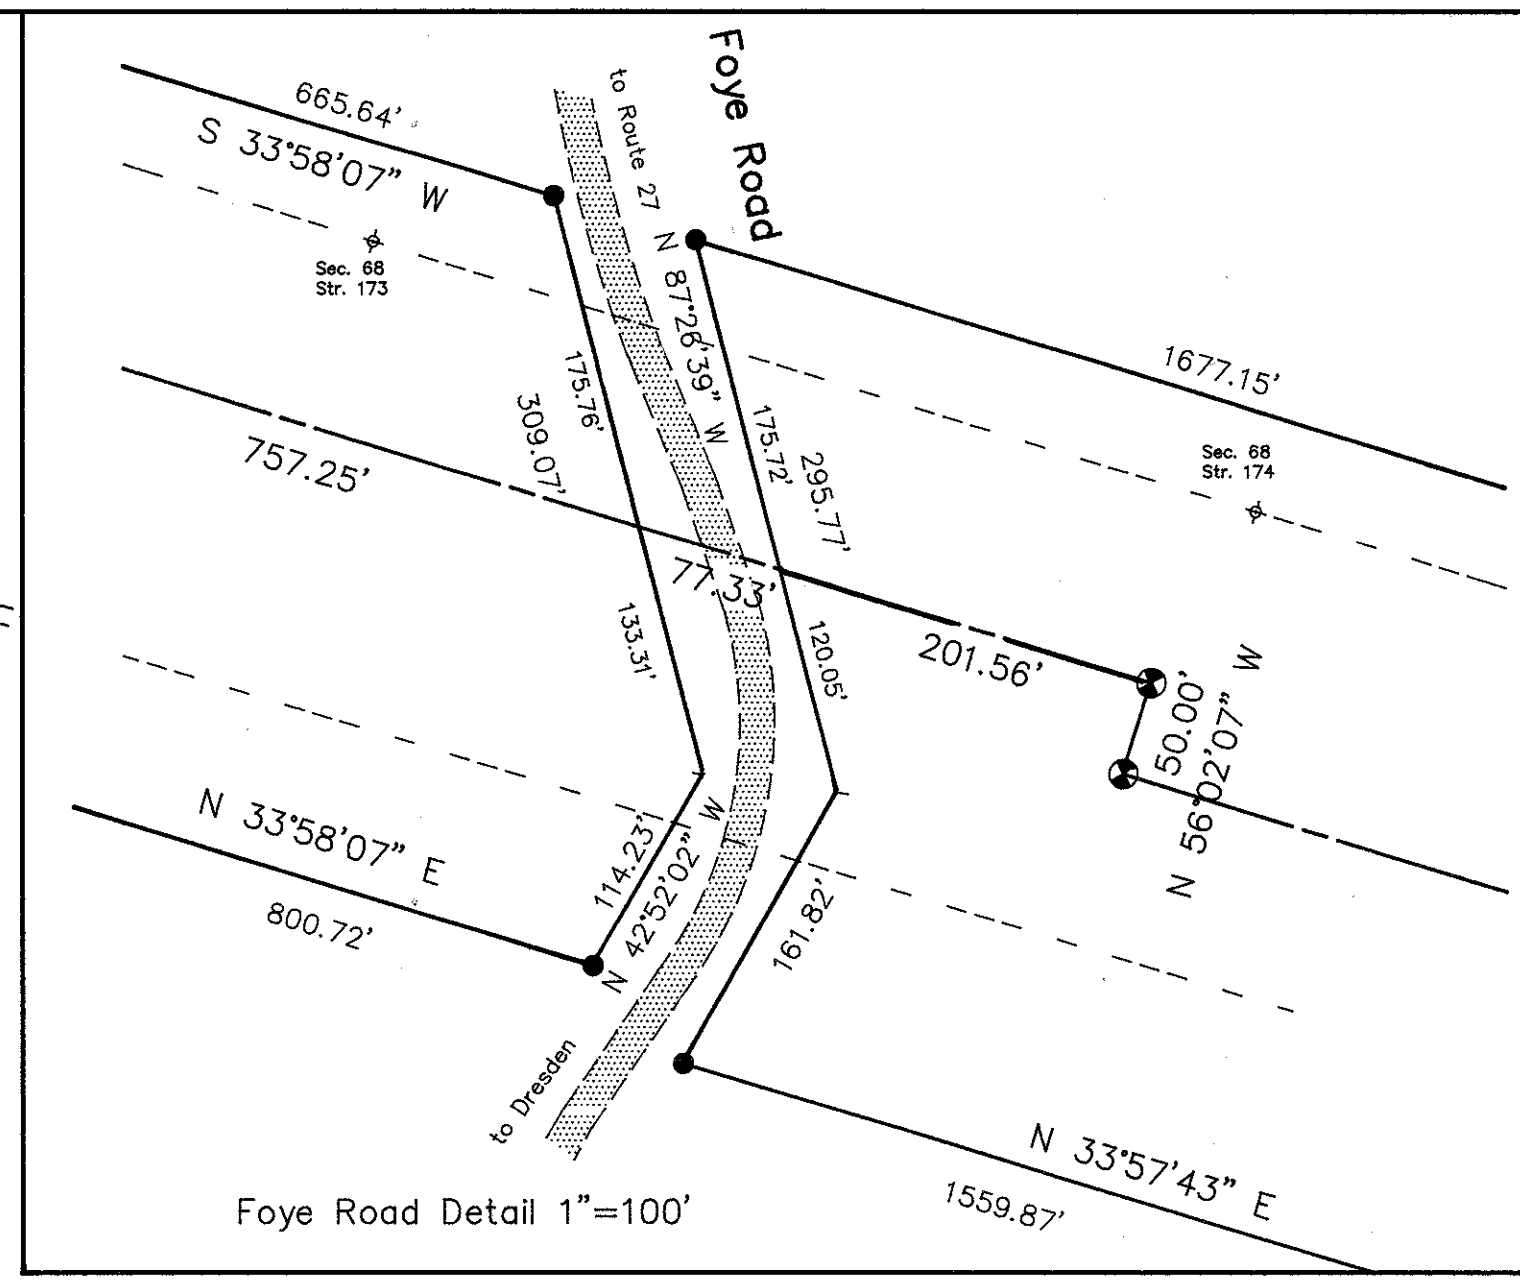 Foye Road
to Route 27
665.64’
S 33°58’07” W
Sec. 68
Str. 173
N 87°26’39” W
1677.15’
Sec. 68
Str. 174
175.76’
309.07’
175.72’
295.77’
757.25’
77.33’
201.56’
133.31’
120.05’
50.00’
N 56°02’07” W
N 33°58’07” E
800.72’
114.23’
N 42°52’02” W
161.82’
to Dresden
N 33°57’43” E
1559.87’
Foye Road Detail 1”=100’